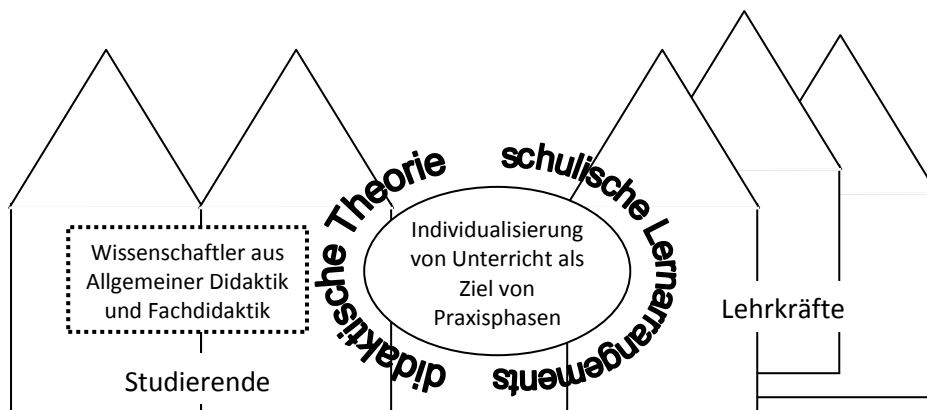 didaktische Theorie
schulische Lernarrangements
Wissenschaftler aus
Allgemeiner Didaktik
und Fachdidaktik
Individualisierung
von Unterricht als
Ziel von
Praxisphasen
Lehrkräfte
Studierende